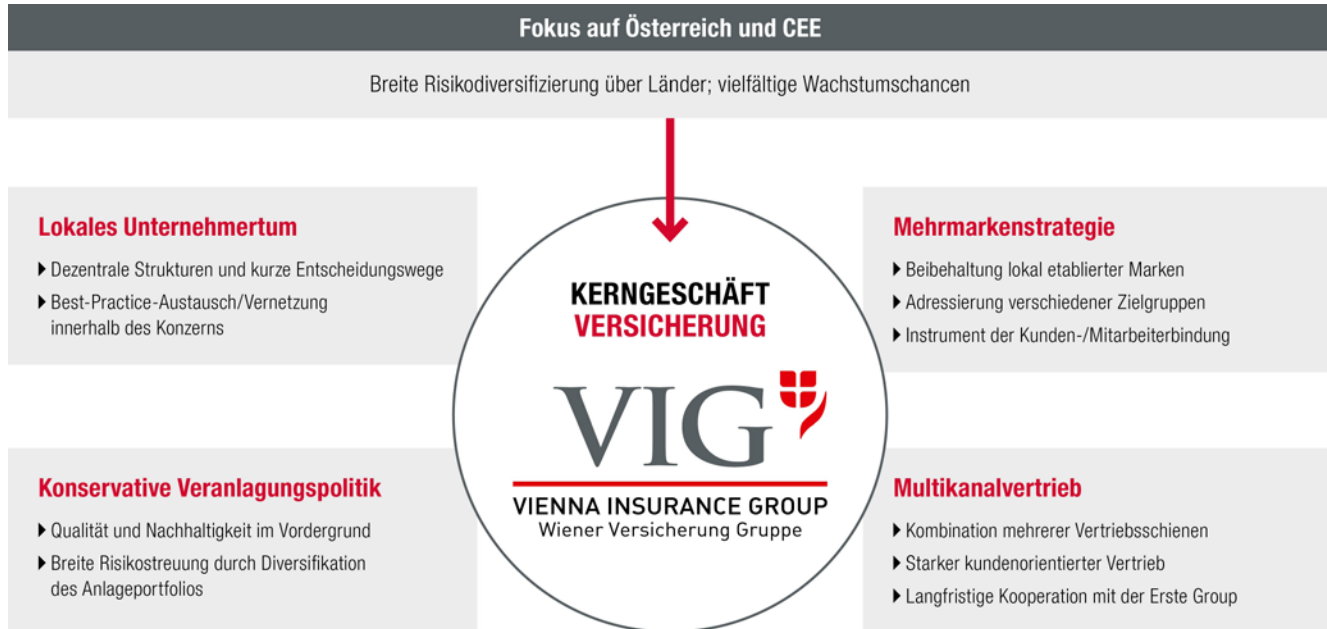 Fokus auf Österreich und CEE
Breite Risikodiversifizierung über Länder; vielfältige Wachstumschancen
Lokales Unternehmertum
Dezentrale Strukturen und kurze Entscheidungswege
Best-Practice-Austausch/Vernetzung
innerhalb des Konzerns
KERNGESCHÄFT
VERSICHERUNG
VIG
VIENNA INSURANCE GROUP
Wiener Versicherung Gruppe
Mehrmarkenstrategie
Beibehaltung lokal etablierter Marken
Adressierung verschiedener Zielgruppen
Instrument der Kunden-/Mitarbeiterbindung
Konservative Veranlagungspolitik
Qualität und Nachhaltigkeit im Vordergrund
Breite Risikostreuung durch Diversifikation
des Anlageportfolios
Multikanalvertrieb
Kombination mehrerer Vertriebsschienen
Starker kundenorientierter Vertrieb
Langfristige Kooperation mit der Erste Group